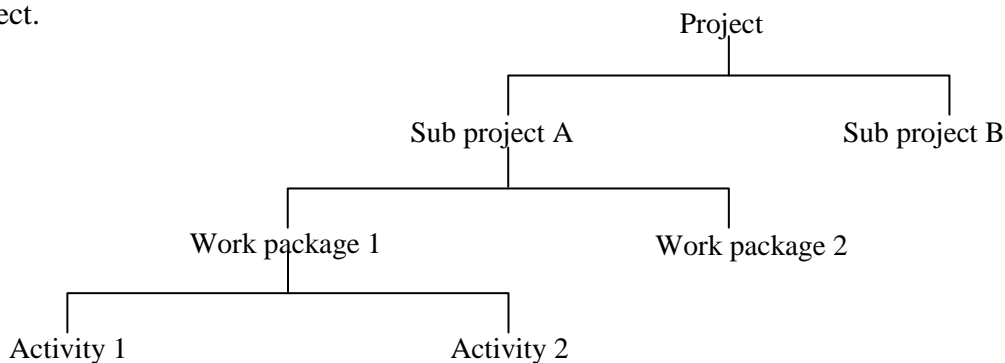 ect.
Project
Sub project A Sub project B
Work package 1 Work package 2
Activity 1 Activity 2